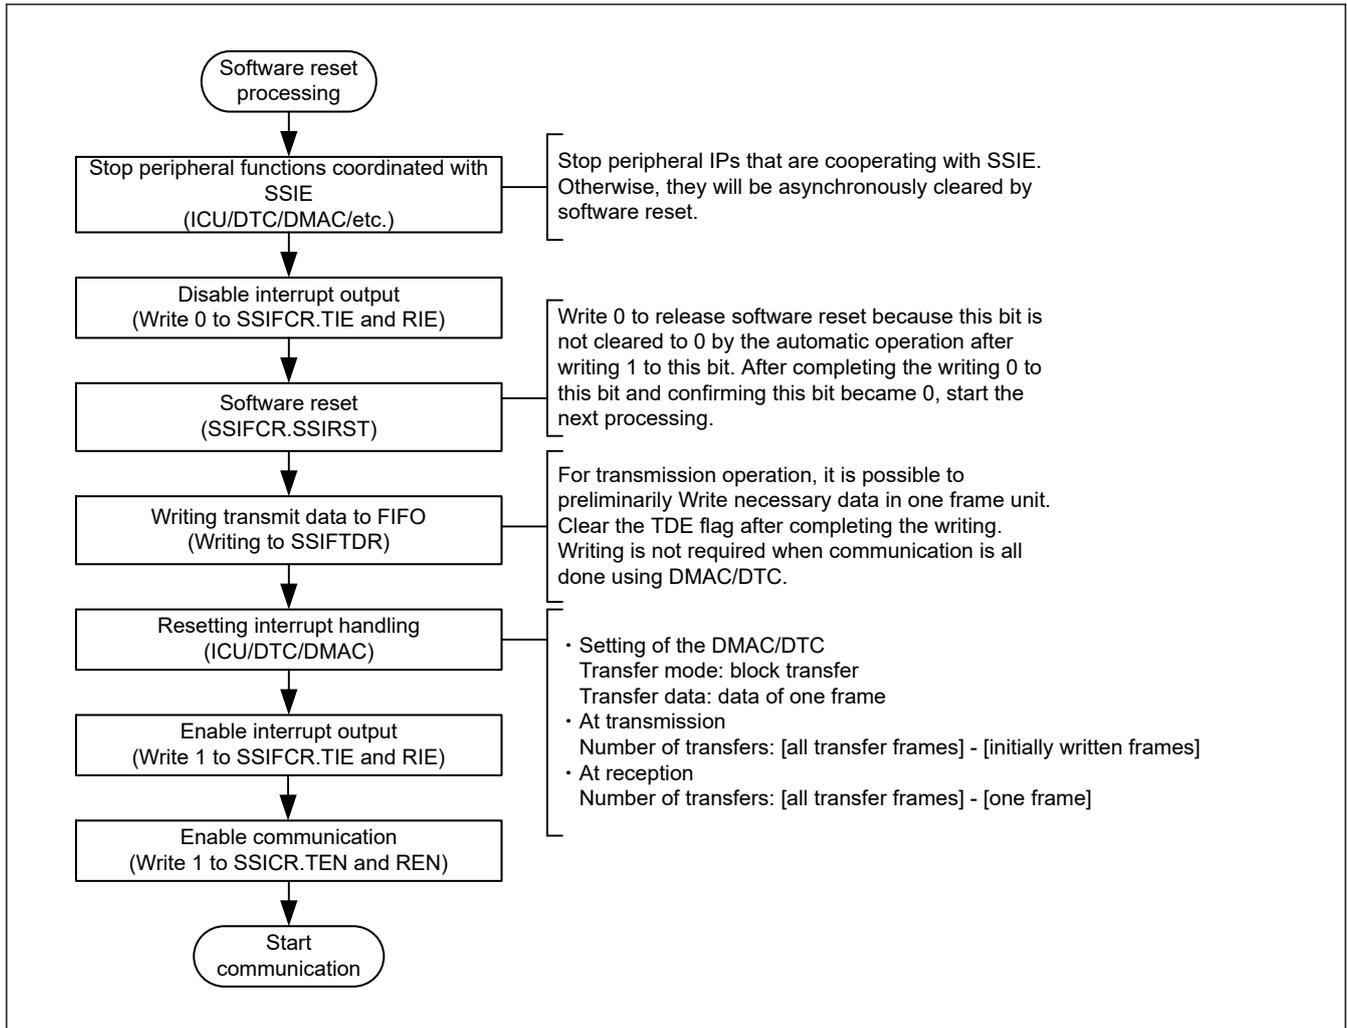 Software reset
processing
Stop peripheral functions coordinated with
SSIE
(ICU/DTC/DMAC/etc.)
Stop peripheral IPs that are cooperating with SSIE.
Otherwise, they will be asynchronously cleared by
software reset.
Disable interrupt output
(Write 0 to SSIFCR.TIE and RIE)
Write 0 to release software reset because this bit is
not cleared to 0 by the automatic operation after
writing 1 to this bit. After completing the writing 0 to
this bit and confirming this bit became 0, start the
next processing.
Software reset
(SSIFCR.SSIRST)
For transmission operation, it is possible to
preliminarily Write necessary data in one frame unit.
Clear the TDE flag after completing the writing.
Writing is not required when communication is all
done using DMAC/DTC.
Writing transmit data to FIFO
(Writing to SSIFTDR)
Resetting interrupt handling
(ICU/DTC/DMAC)
・Setting of the DMAC/DTC
Transfer mode: block transfer
Transfer data: data of one frame
・At transmission
Number of transfers: [all transfer frames] - [initially written frames]
・At reception
Number of transfers: [all transfer frames] - [one frame]
Enable interrupt output
(Write 1 to SSIFCR.TIE and RIE)
Enable communication
(Write 1 to SSICR.TEN and REN)
Start
communication